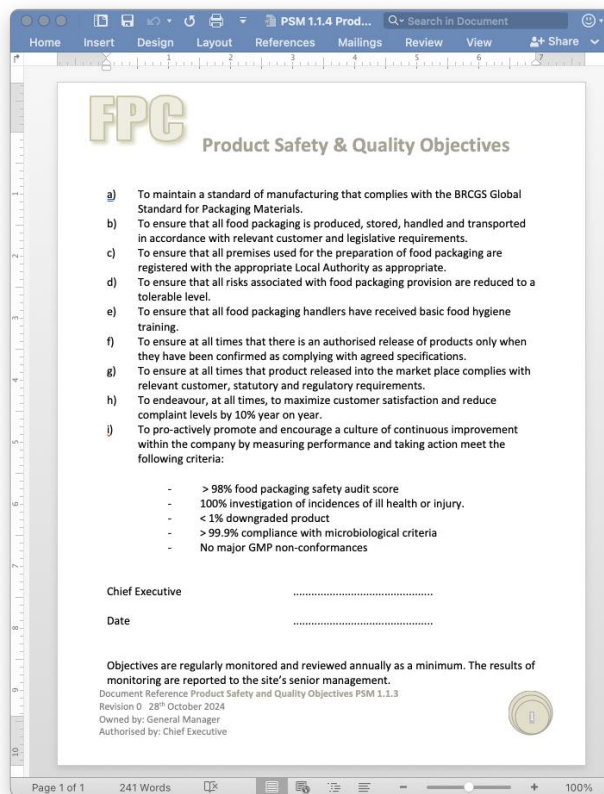 PSM 1.1.4 Prod...
Search in Document
Home Insert Design Layout References Mailings Review View Share
1 2 3 4 5 6 7
FPC
Product Safety & Quality Objectives
a) To maintain a standard of manufacturing that complies with the BRCGS Global
Standard for Packaging Materials.
b) To ensure that all food packaging is produced, stored, handled and transported
in accordance with relevant customer and legislative requirements.
c) To ensure that all premises used for the preparation of food packaging are
registered with the appropriate Local Authority as appropriate.
d) To ensure that all risks associated with food packaging provision are reduced to a
tolerable level.
e) To ensure that all food packaging handlers have received basic food hygiene
training.
f) To ensure at all times that there is an authorised release of products only when
they have been confirmed as complying with agreed specifications.
g) To ensure at all times that product released into the market place complies with
relevant customer, statutory and regulatory requirements.
h) To endeavour, at all times, to maximize customer satisfaction and reduce
complaint levels by 10% year on year.
i) To pro-actively promote and encourage a culture of continuous improvement
within the company by measuring performance and taking action meet the
following criteria:
- > 98% food packaging safety audit score
- 100% investigation of incidences of ill health or injury.
- < 1% downgraded product
- > 99.9% compliance with microbiological criteria
- No major GMP non-conformances
Chief Executive ................................................
Date ................................................
Objectives are regularly monitored and reviewed annually as a minimum. The results of
monitoring are reported to the site's senior management.
Document Reference Product Safety and Quality Objectives PSM 1.1.3
Revision 0 28th October 2024
Owned by: General Manager
Authorised by: Chief Executive
Page 1 of 1 241 Words 100%